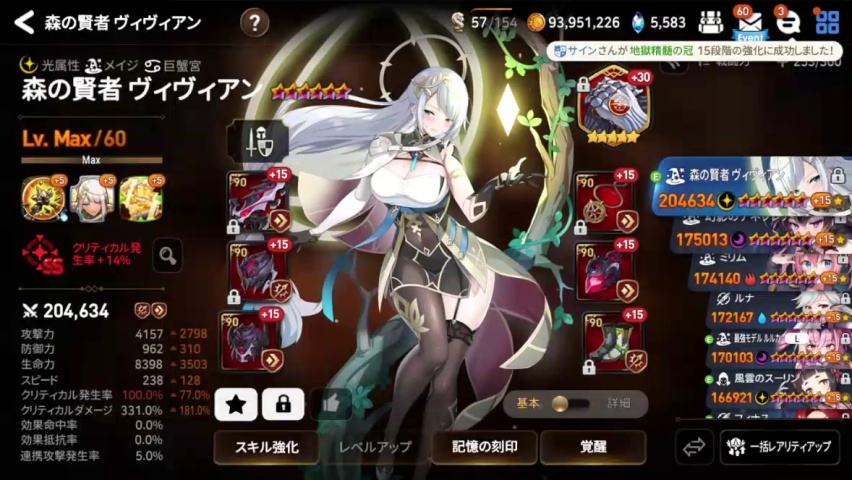 森の賢者 ヴィヴィアン
?
57/154
93,951,226
5,583
60
3
Event
サインさんが 地獄精髄の冠 15段階の強化に成功しました!
光属性 メイジ 巨蟹宮
森の賢者 ヴィヴィアン
Lv. Max/60
Max
+5
+5
+5
SS
クリティカル発生率 +14%
204,634
攻撃力 4157 2798
防御力 962 310
生命力 8398 3503
スピード 238 128
クリティカル発生率 100.0% 77.0%
クリティカルダメージ 331.0% 181.0%
効果命中率 0.0%
効果抵抗率 0.0%
連携攻撃発生率 5.0%
90 +15
90 +15
90 +15
+30
90 +15
90 +15
90 +15
基本 詳細
スキル強化
レベルアップ
記憶の刻印
覚醒
一括レアリティアップ
森の賢者 ヴィヴィアン
204634 +15
175013 +15
ミリム
174140 +15
ルナ
172167 +15
最強モデル ルルカ
L
170103 +15
風雲のスーリン
166921 +15